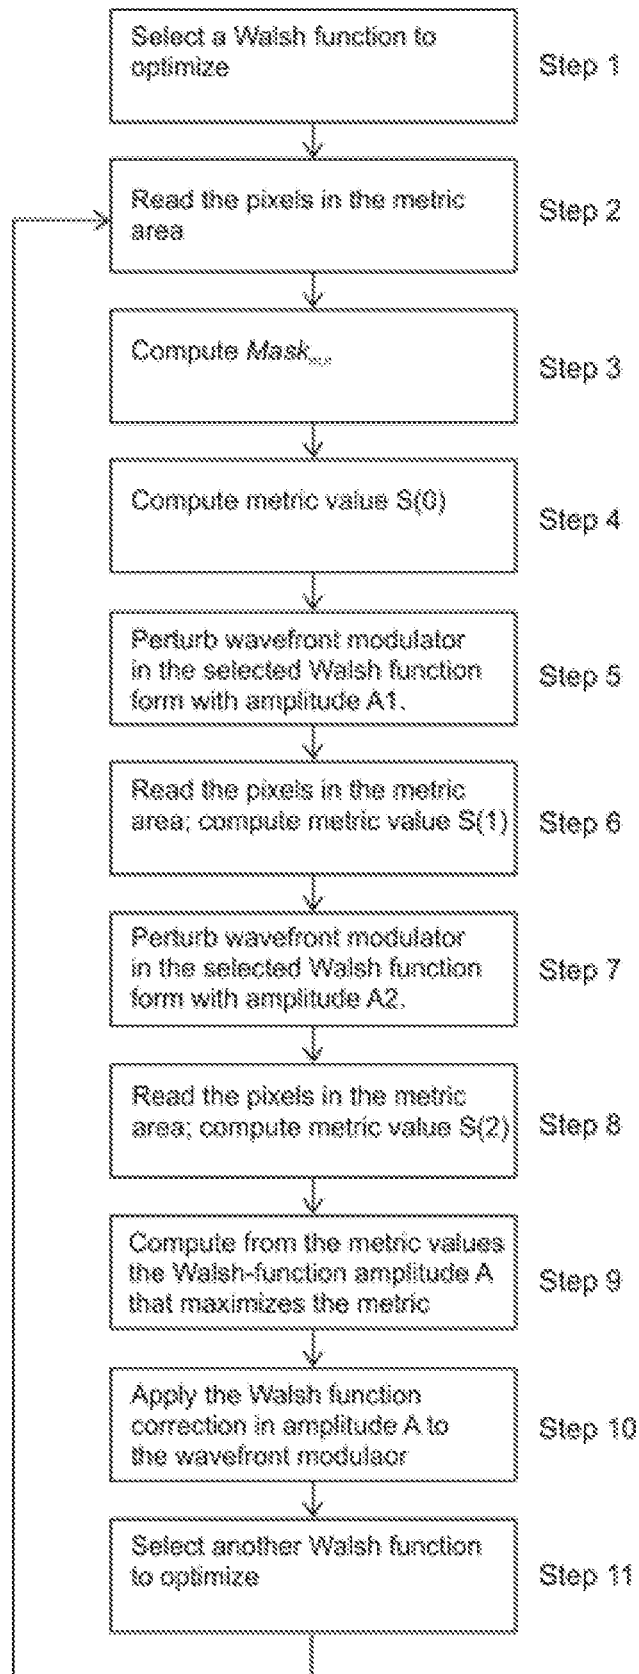 Select a Walsh function to
optimize
Step 1
Read the pixels in the metric
area
Step 2
Compute Mask
Step 3
Compute metric value S(0)
Step 4
Perturb wavefront modulator
in the selected Walsh function
form with amplitude A1.
Step 5
Read the pixels in the metric
area; compute metric value S(1)
Step 6
Perturb wavefront modulator
in the selected Walsh function
form with amplitude A2.
Step 7
Read the pixels in the metric
area; compute metric value S(2)
Step 8
Compute from the metric values
the Walsh-function amplitude A
that maximizes the metric
Step 9
Apply the Walsh function
correction in amplitude A to
the wavefront modulaor
Step 10
Select another Walsh function
to optimize
Step 11